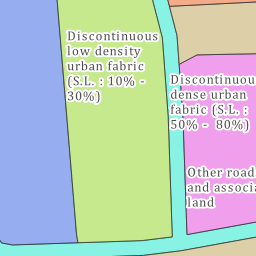 Discontinuous
low density
urban fabric
(S.L. : 10% -
30%)
Discontinuou
dense urban
fabric (S.L. :
50% -  80%)
Other road
and associa
land